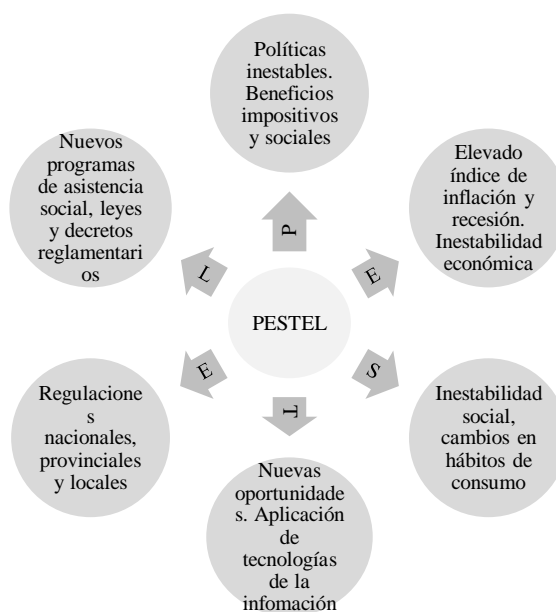 Políticas
inestables.
Beneficios
impositivos
y sociales
P
Elevado
índice de
inflación y
recesión.
Inestabilidad
económica
E
Inestabilidad
social,
cambios en
hábitos de
consumo
S
Nuevas
oportunidade
s. Aplicación
de
tecnologías
de la
infomación
T
Regulacione
s
nacionales,
provinciales
y locales
E
Nuevos
programas
de asistencia
social, leyes
y decretos
reglamentari
os
L
PESTEL